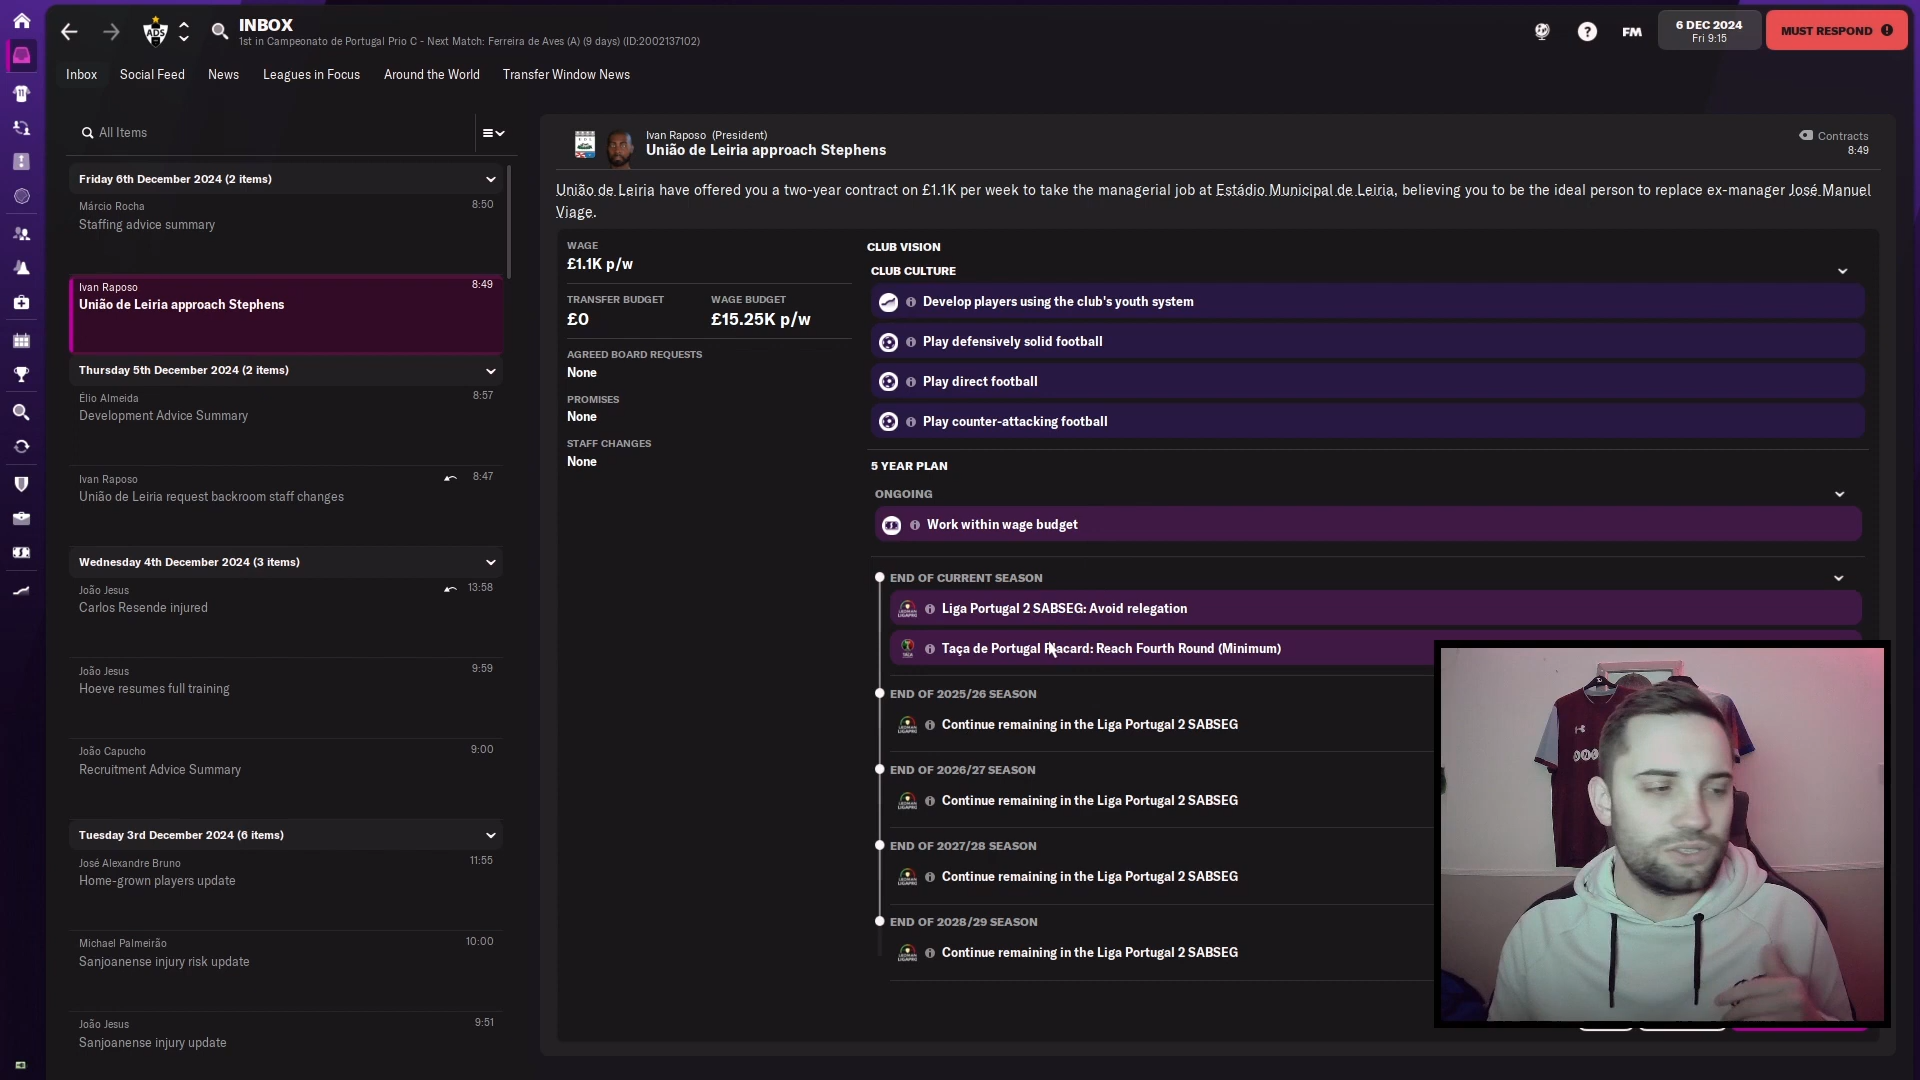 INBOX
1st in Campeonato de Portugal Prio C - Next Match: Ferreira de Aves (A) (9 days) (ID:2002137102)
FM
6 DEC 2024
Fri 9:15
MUST RESPOND
Inbox
Social Feed
News
Leagues in Focus
Around the World
Transfer Window News
All Items
Friday 6th December 2024 (2 items)
Márcio Rocha
8:50
Staffing advice summary
Ivan Raposo
8:49
União de Leiria approach Stephens
Thursday 5th December 2024 (2 items)
Élio Almeida
8:57
Development Advice Summary
Ivan Raposo
8:47
União de Leiria request backroom staff changes
Wednesday 4th December 2024 (3 items)
João Jesus
13:58
Carlos Resende injured
João Jesus
9:59
Hoeve resumes full training
João Capucho
9:00
Recruitment Advice Summary
Tuesday 3rd December 2024 (6 items)
José Alexandre Bruno
11:55
Home-grown players update
Michael Palmeirão
10:00
Sanjoanense injury risk update
João Jesus
9:51
Sanjoanense injury update
Ivan Raposo (President)
União de Leiria approach Stephens
Contracts
8:49
União de Leiria have offered you a two-year contract on £1.1K per week to take the managerial job at Estádio Municipal de Leiria, believing you to be the ideal person to replace ex-manager José Manuel
Viage.
WAGE
£1.1K p/w
TRANSFER BUDGET
£0
WAGE BUDGET
£15.25K p/w
AGREED BOARD REQUESTS
None
PROMISES
None
STAFF CHANGES
None
CLUB VISION
CLUB CULTURE
Develop players using the club's youth system
Play defensively solid football
Play direct football
Play counter-attacking football
5 YEAR PLAN
ONGOING
Work within wage budget
END OF CURRENT SEASON
Liga Portugal 2 SABSEG: Avoid relegation
Taça de Portugal Placard: Reach Fourth Round (Minimum)
END OF 2025/26 SEASON
Continue remaining in the Liga Portugal 2 SABSEG
END OF 2026/27 SEASON
Continue remaining in the Liga Portugal 2 SABSEG
END OF 2027/28 SEASON
Continue remaining in the Liga Portugal 2 SABSEG
END OF 2028/29 SEASON
Continue remaining in the Liga Portugal 2 SABSEG